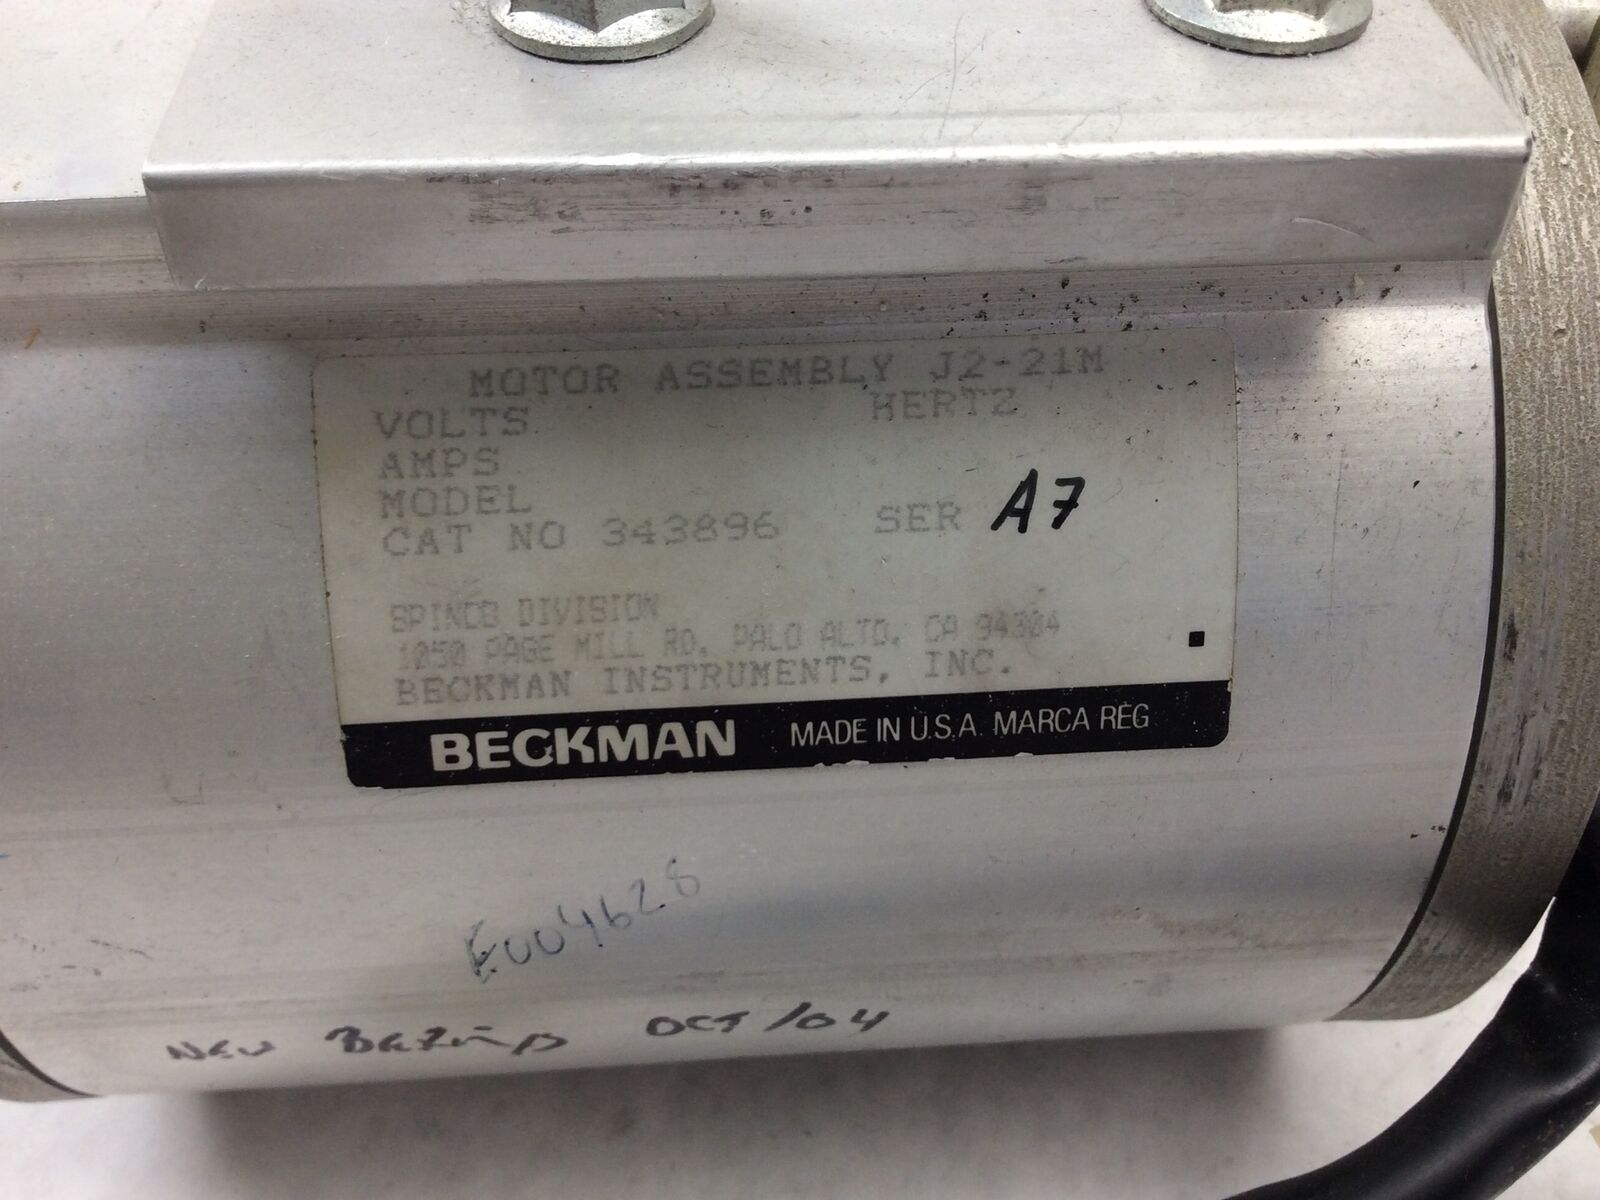 MOTOR ASSEMBLY J2-21M
VOLTS HERTZ
AMPS
MODEL
CAT NO 343896 SER A7
SPINCO DIVISION
1050 PAGE MILL RD, PALO ALTO, CA 94304
BECKMAN INSTRUMENTS, INC.
BECKMAN MADE IN U.S.A. MARCA REG
E004628
NEW OCT/04